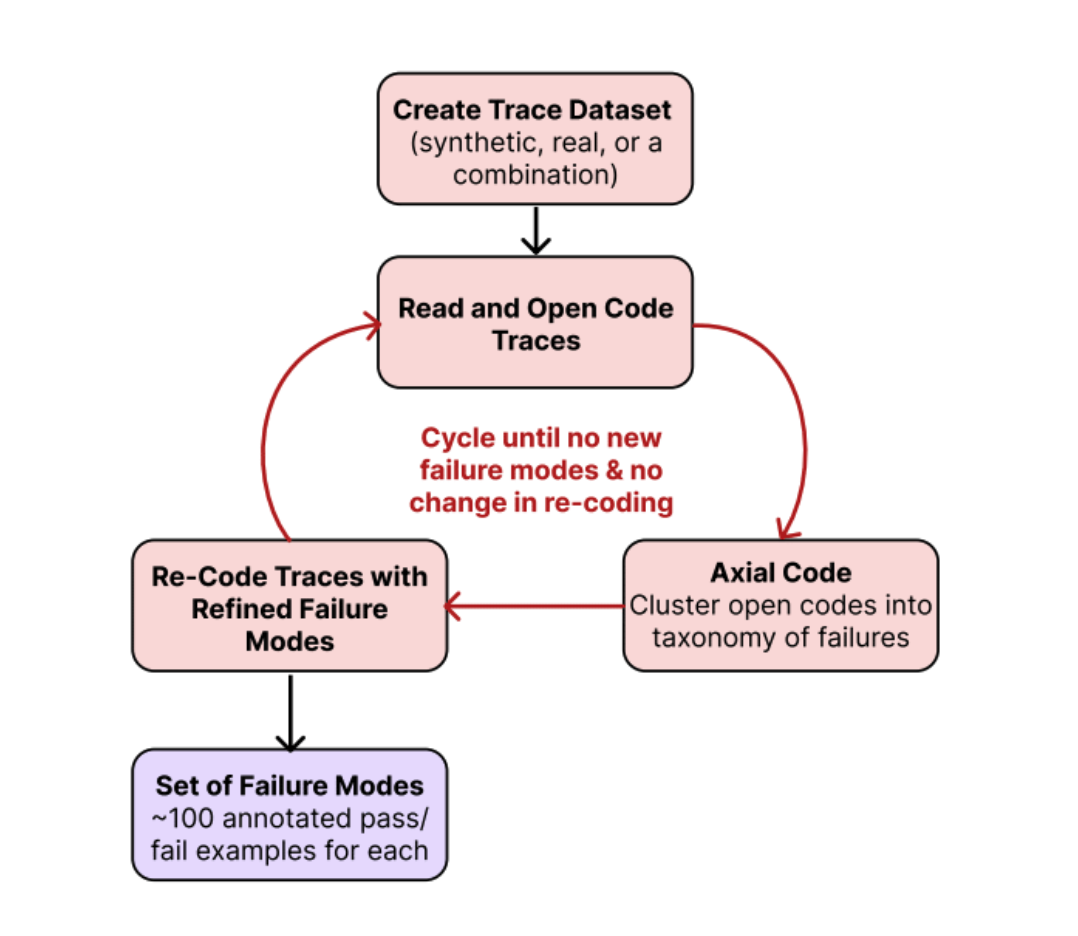 Create Trace Dataset
(synthetic, real, or a
combination)
Read and Open Code
Traces
Cycle until no new
failure modes & no
change in re-coding
Re-Code Traces with
Refined Failure
Modes
Axial Code
Cluster open codes into
taxonomy of failures
Set of Failure Modes
~100 annotated pass/
fail examples for each